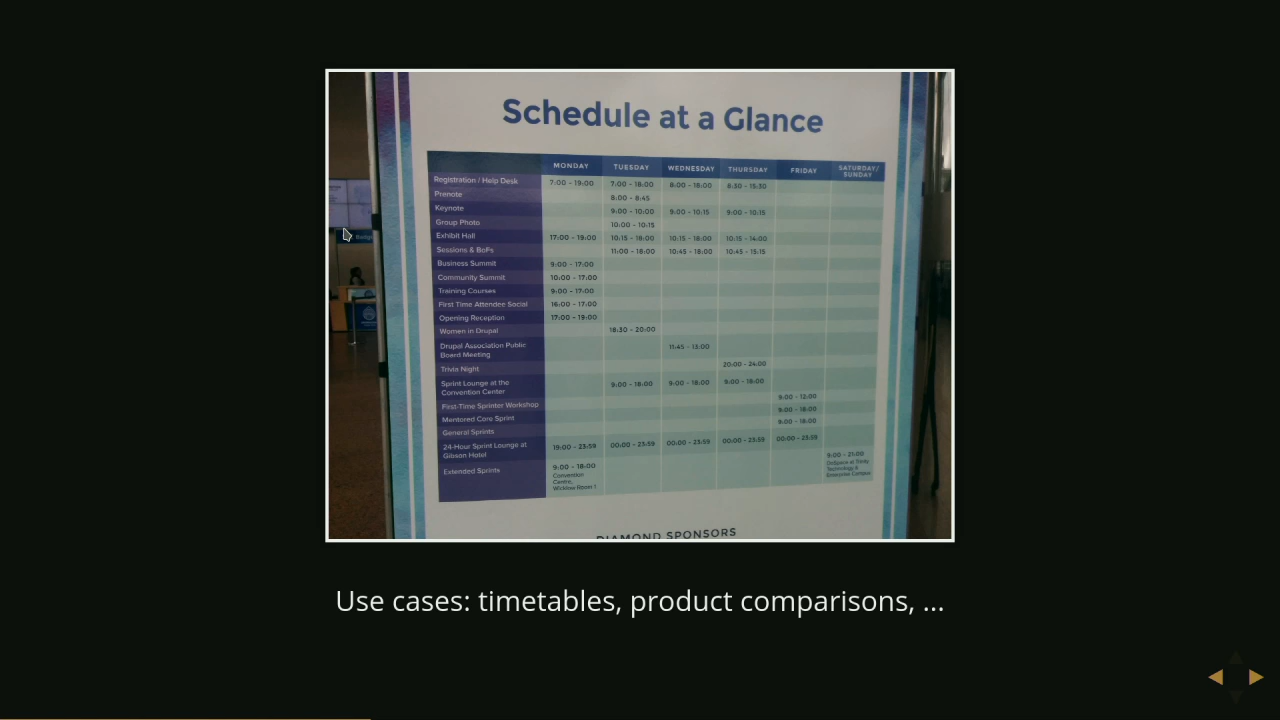 Schedule at a Glance
MONDAY TUESDAY WEDNESDAY THURSDAY FRIDAY SATURDAY/
SUNDAY
Registration / Help Desk 7:00 - 19:00 7:00 - 18:00 8:00 - 18:00 8:30 - 15:30
Prenote 8:00 - 8:45
Keynote 9:00 - 10:00 9:00 - 10:15 9:00 - 10:15
Group Photo 10:00 - 10:15
Exhibit Hall 17:00 - 19:00 10:15 - 18:00 10:15 - 18:00 10:15 - 14:00
Sessions & BoFs 11:00 - 18:00 10:45 - 18:00 10:45 - 15:15
Business Summit 9:00 - 17:00
Community Summit 10:00 - 17:00
Training Courses 9:00 - 17:00
First Time Attendee Social 16:00 - 17:00
Opening Reception 17:00 - 19:00
Women in Drupal 18:30 - 20:00
Drupal Association Public
Board Meeting 11:45 - 13:00
Trivia Night 20:00 - 24:00
Sprint Lounge at the
Convention Center 9:00 - 18:00 9:00 - 18:00 9:00 - 18:00
First-Time Sprinter Workshop 9:00 - 12:00
Mentored Core Sprint 9:00 - 18:00
General Sprints 9:00 - 18:00
24-Hour Sprint Lounge at
Gibson Hotel 19:00 - 23:59 00:00 - 23:59 00:00 - 23:59 00:00 - 23:59 00:00 - 23:59
Extended Sprints 9:00 - 18:00 9:00 - 21:00
Convention
Centre,
Wicklow Room 1
DoSpace at Trinity
Technology &
Enterprise Campus
DIAMOND SPONSORS
Use cases: timetables, product comparisons, ...